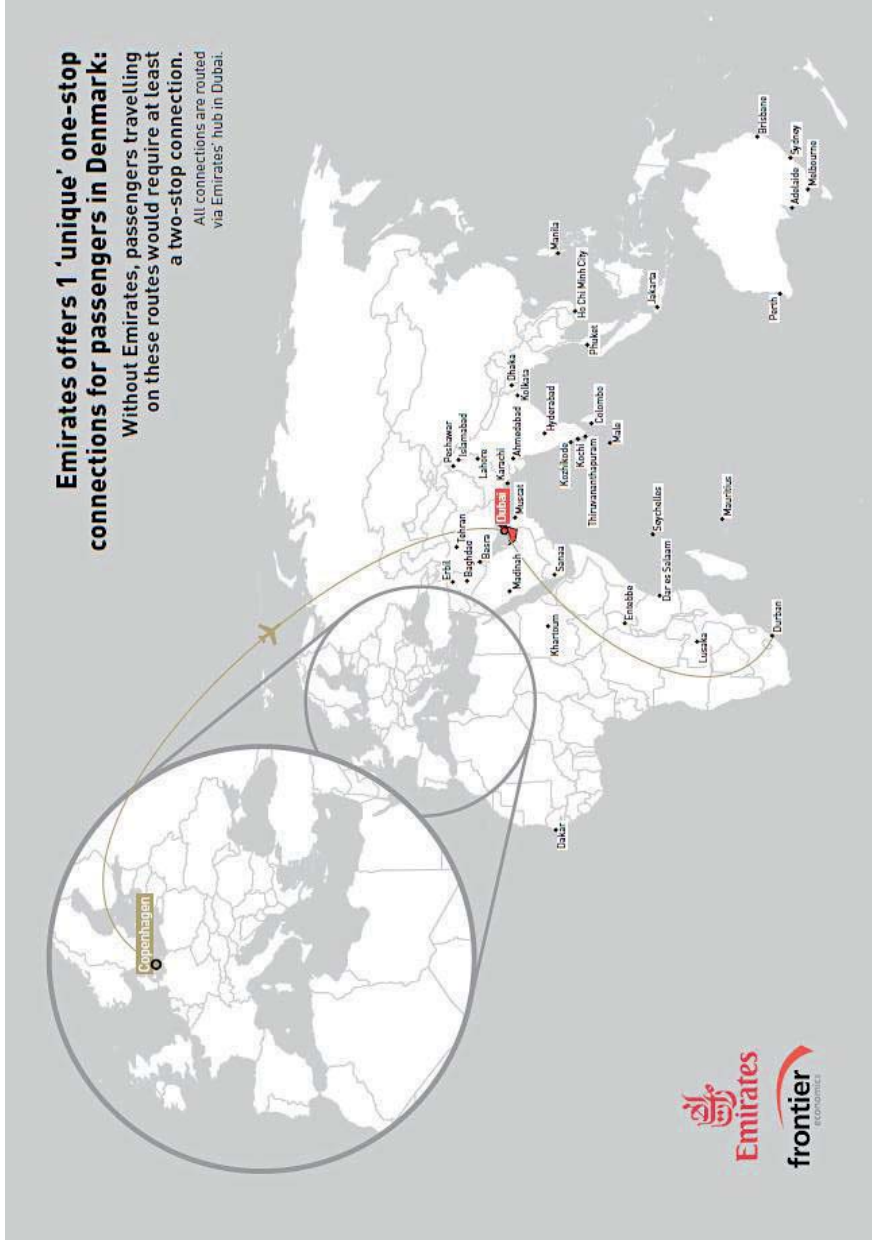 Emirates offers 1 'unique' one-stop
connections for passengers in Denmark:
Without Emirates, passengers travelling
on these routes would require at least
a two-stop connection.
All connections are routed
via Emirates' hub in Dubai.
Copenhagen
Peshawar
Islamabad
Lahore
Karachi
Erbil
Tehran
Baghdad
Basra
Dubai
Muscat
Ahmedabad
Dhaka
Kolkata
Madinah
Sanaa
Khartoum
Dakar
Hyderabad
Kozhikode
Kochi
Thiruvananthapuram
Colombo
Male
Manila
Ho Chi Minh City
Phuket
Jakarta
Entebbe
Dar es Salaam
Seychelles
Lusaka
Mauritius
Durban
Perth
Brisbane
Sydney
Adelaide
Melbourne
Emirates
frontier
economics